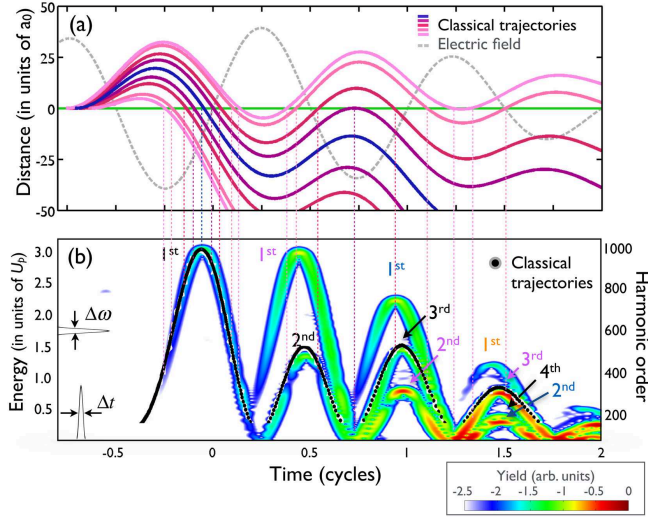 (a)
Classical trajectories
Electric field
Distance (in units of a₀)
50
25
0
-25
-50
(b)
Energy (in units of Uₚ)
3.0
2.5
2.0
1.5
1.0
0.5
Δω
Δt
1st
1st
1st
1st
Classical
trajectories
2nd
3rd
2nd
3rd
4th
2nd
1000
800
600
400
200
Harmonic order
-0.5
0
0.5
1
1.5
2
Time (cycles)
Yield (arb. units)
-2.5
-2
-1.5
-1
-0.5
0